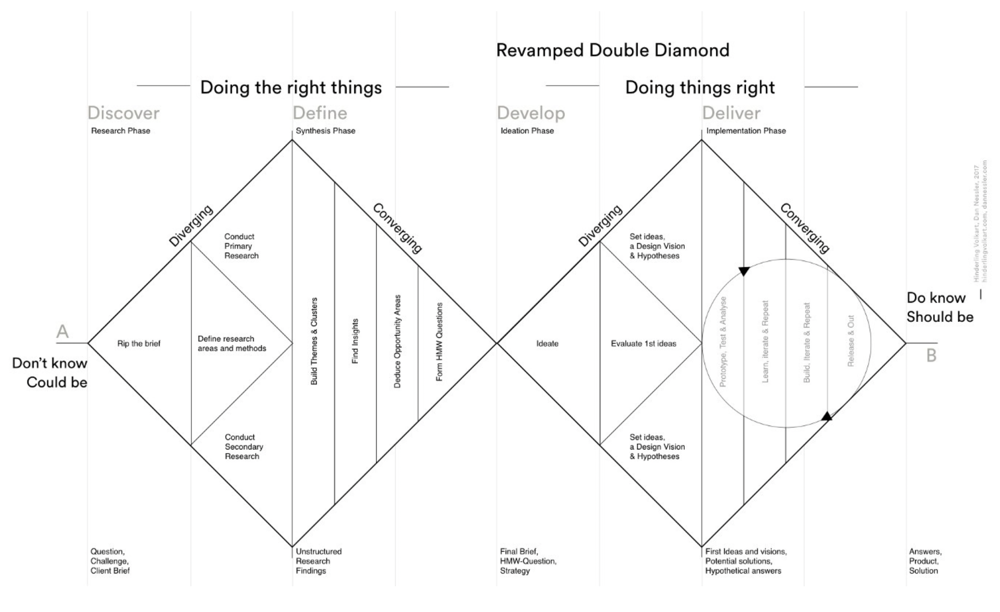 Revamped Double Diamond
Doing the right things
Doing things right
Discover
Research Phase
Define
Synthesis Phase
Develop
Ideation Phase
Deliver
Implementation Phase
A
Don't know
Could be
Diverging
Rip the brief
Conduct
Primary
Research
Define research
areas and methods
Conduct
Secondary
Research
Converging
Build Themes & Clusters
Find Insights
Deduce Opportunity Areas
Form HMW Questions
Diverging
Ideate
Set ideas,
a Design Vision
& Hypotheses
Evaluate 1st ideas
Set ideas,
a Design Vision
& Hypotheses
Converging
Prototype, Test & Analyse
Learn, iterate & Repeat
Build, Iterate & Repeat
Release & Out
Do know
Should be
B
Hinderling Volkart, Dan Nessler, 2017
hinderlingvolkart.com, dannessler.com
Question,
Challenge,
Client Brief
Unstructured
Research
Findings
Final Brief,
HMW-Question,
Strategy
First Ideas and visions,
Potential solutions,
Hypothetical answers
Answers,
Product,
Solution